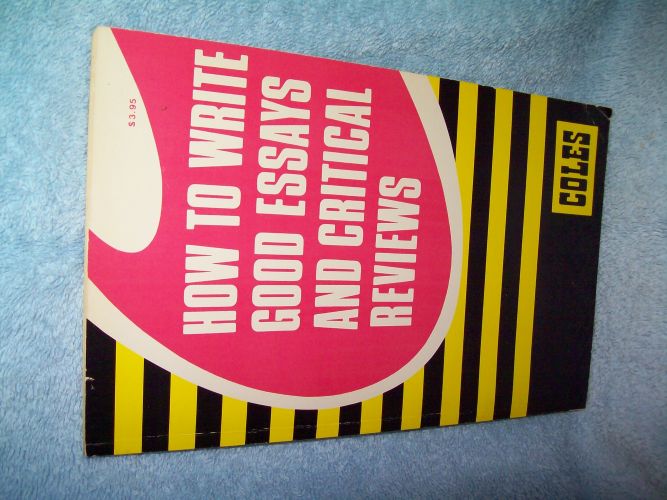 $3.95
HOW TO WRITE
GOOD ESSAYS
AND CRITICAL
REVIEWS
COLES